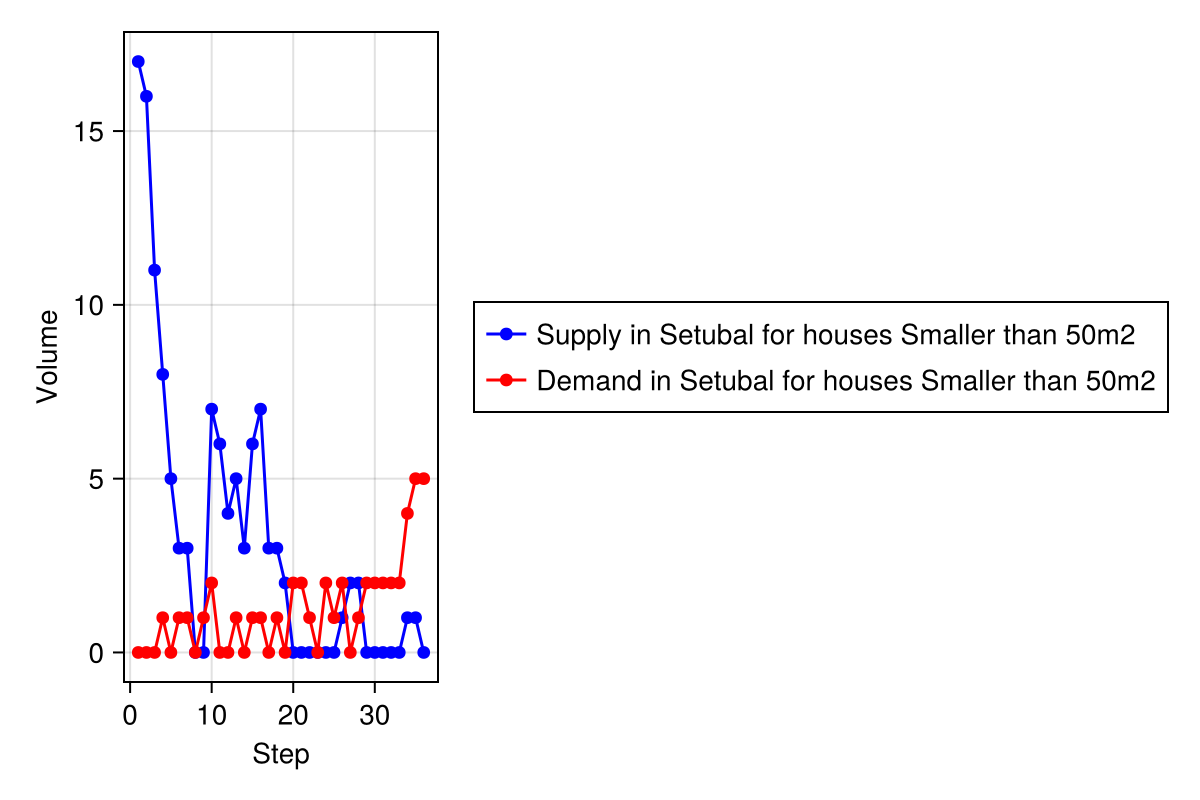 15
10
5
0
Volume
0 10 20 30
Step
Supply in Setubal for houses Smaller than 50m2
Demand in Setubal for houses Smaller than 50m2